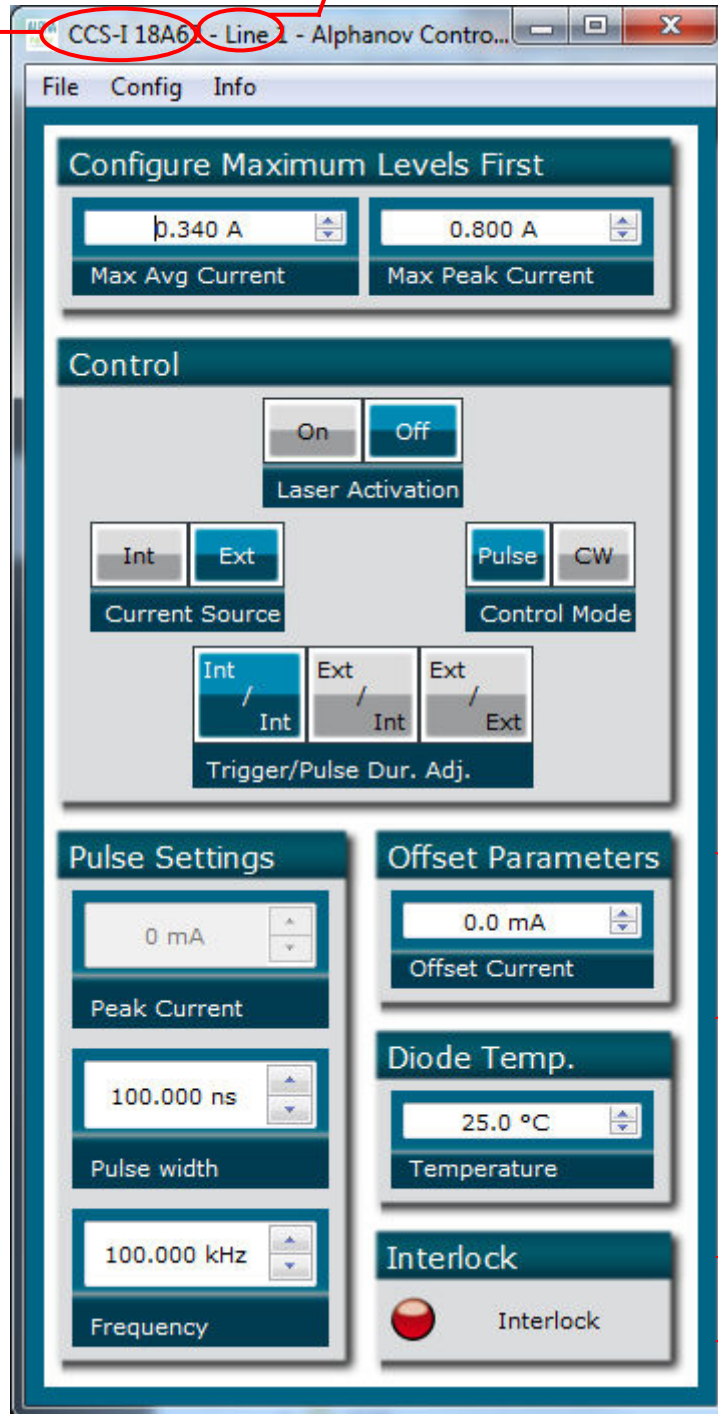 CCS-I 18A61 - Line 1 - Alphanov Contro...
File Config Info
Configure Maximum Levels First
0.340 A
0.800 A
Max Avg Current
Max Peak Current
Control
On
Off
Laser Activation
Int
Ext
Pulse
CW
Current Source
Control Mode
Int / Int
Ext / Int
Ext / Ext
Trigger/Pulse Dur. Adj.
Pulse Settings
0 mA
Peak Current
100.000 ns
Pulse width
100.000 kHz
Frequency
Offset Parameters
0.0 mA
Offset Current
Diode Temp.
25.0 °C
Temperature
Interlock
Interlock